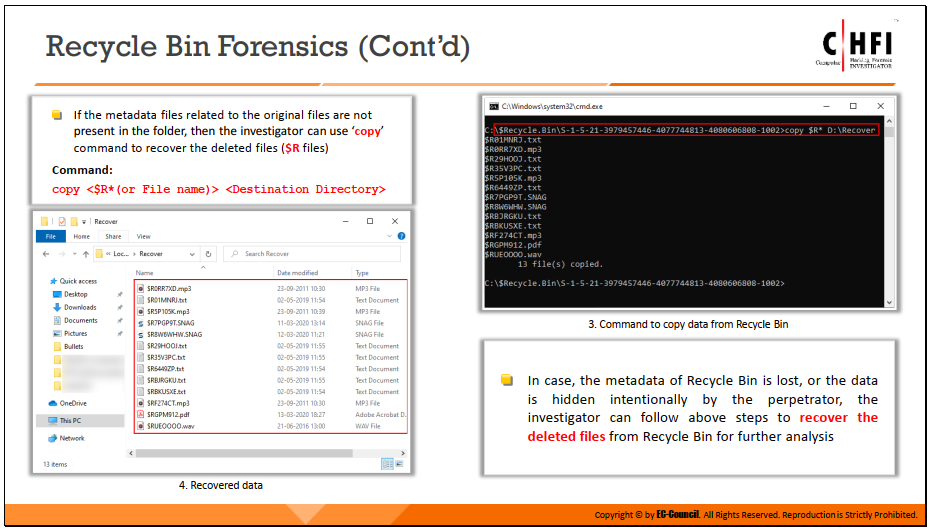 Recycle Bin Forensics (Cont'd)
C HFI
Computer Hacking Forensic
INVESTIGATOR
If the metadata files related to the original files are not
present in the folder, then the investigator can use 'copy'
command to recover the deleted files ($R files)
Command:
copy <$R*(or File name)> <Destination Directory>
Recover
File Home Share View
« Loc... › Recover
Search Recover
Quick access
Desktop
Downloads
Documents
Pictures
Bullets
OneDrive
This PC
Network
Name Date modified Type
$R0RR7XD.mp3 23-09-2011 10:30 MP3 File
$R01MNRJ.txt 02-05-2019 11:54 Text Document
$R5P105K.mp3 23-09-2011 10:39 MP3 File
$R7PGP9T.SNAG 11-03-2020 13:14 SNAG File
$R8W6WHW.SNAG 12-03-2020 11:21 SNAG File
$R29HOOJ.txt 02-05-2019 11:55 Text Document
$R35V3PC.txt 02-05-2019 11:55 Text Document
$R6449ZP.txt 02-05-2019 11:54 Text Document
$RBJRGKU.txt 02-05-2019 11:55 Text Document
$RBKUSXE.txt 02-05-2019 11:54 Text Document
$RF274CT.mp3 23-09-2011 10:30 MP3 File
$RGPM912.pdf 13-03-2020 18:27 Adobe Acrobat D.
$RUEOOOO.wav 21-06-2016 13:00 WAV File
13 items
4. Recovered data
C:\Windows\system32\cmd.exe
C:\$Recycle.Bin\S-1-5-21-3979457446-4077744813-4080606808-1002>copy $R* D:\Recover
$R01MNRJ.txt
$R0RR7XD.mp3
$R29HOOJ.txt
$R35V3PC.txt
$R5P105K.mp3
$R6449ZP.txt
$R7PGP9T.SNAG
$R8W6WHW.SNAG
$RBJRGKU.txt
$RBKUSXE.txt
$RF274CT.mp3
$RGPM912.pdf
$RUEOOOO.wav
13 file(s) copied.
C:\$Recycle.Bin\S-1-5-21-3979457446-4077744813-4080606808-1002>
3. Command to copy data from Recycle Bin
In case, the metadata of Recycle Bin is lost, or the data
is hidden intentionally by the perpetrator, the
investigator can follow above steps to recover the
deleted files from Recycle Bin for further analysis
Copyright © by EC-Council. All Rights Reserved. Reproduction is Strictly Prohibited.